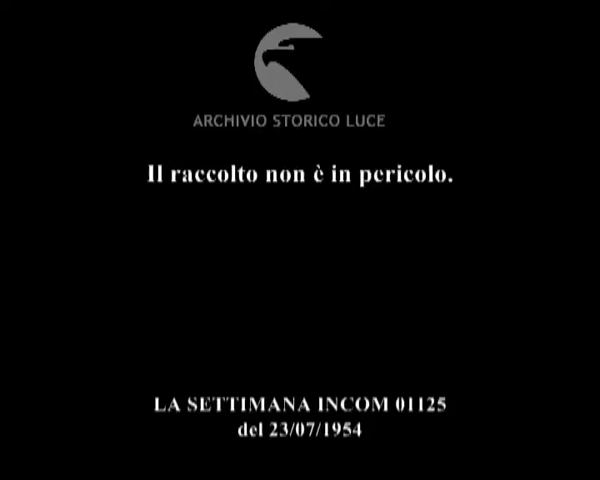 ARCHIVIO STORICO LUCE
Il raccolto non è in pericolo.
LA SETTIMANA INCOM 01125
del 23/07/1954